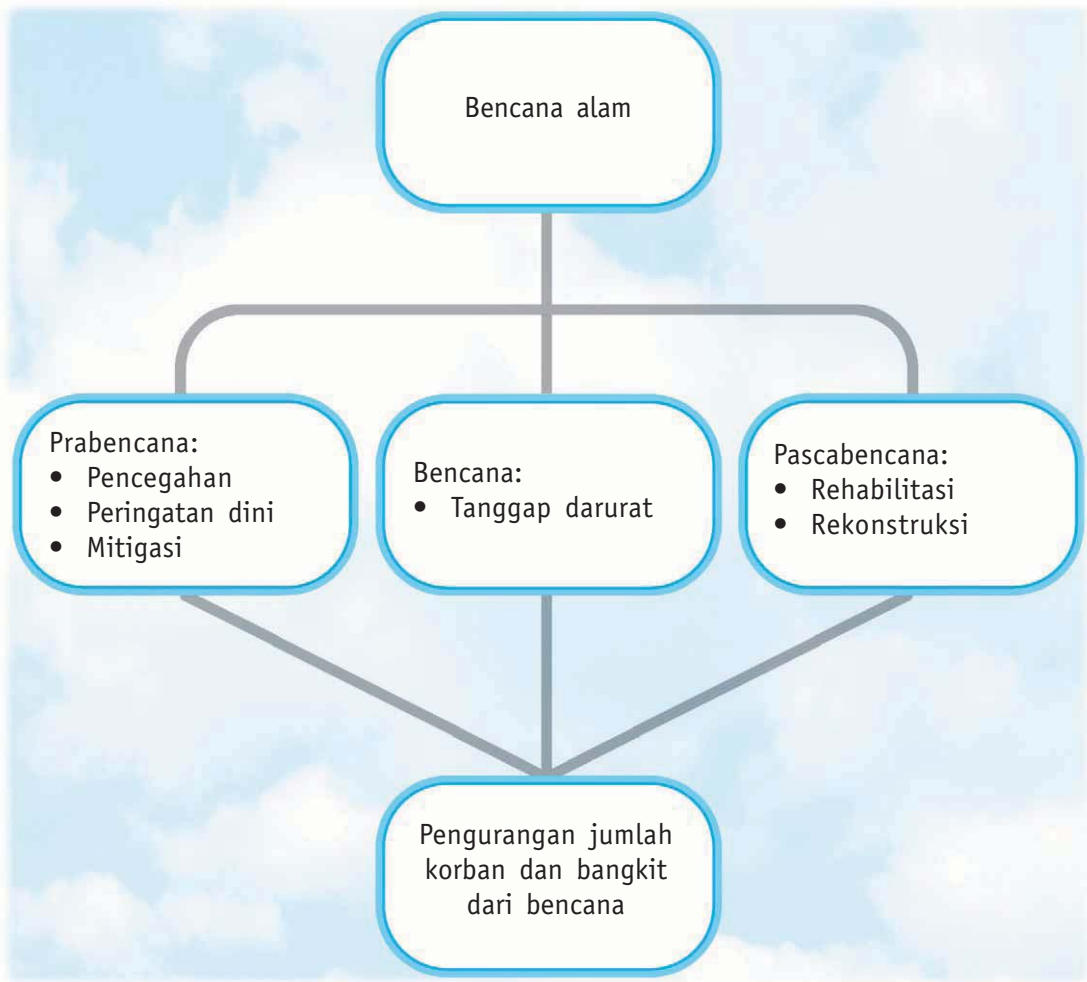 Bencana alam
Prabencana:
• Pencegahan
• Peringatan dini
• Mitigasi
Bencana:
• Tanggap darurat
Pascabencana:
• Rehabilitasi
• Rekonstruksi
Pengurangan jumlah
korban dan bangkit
dari bencana